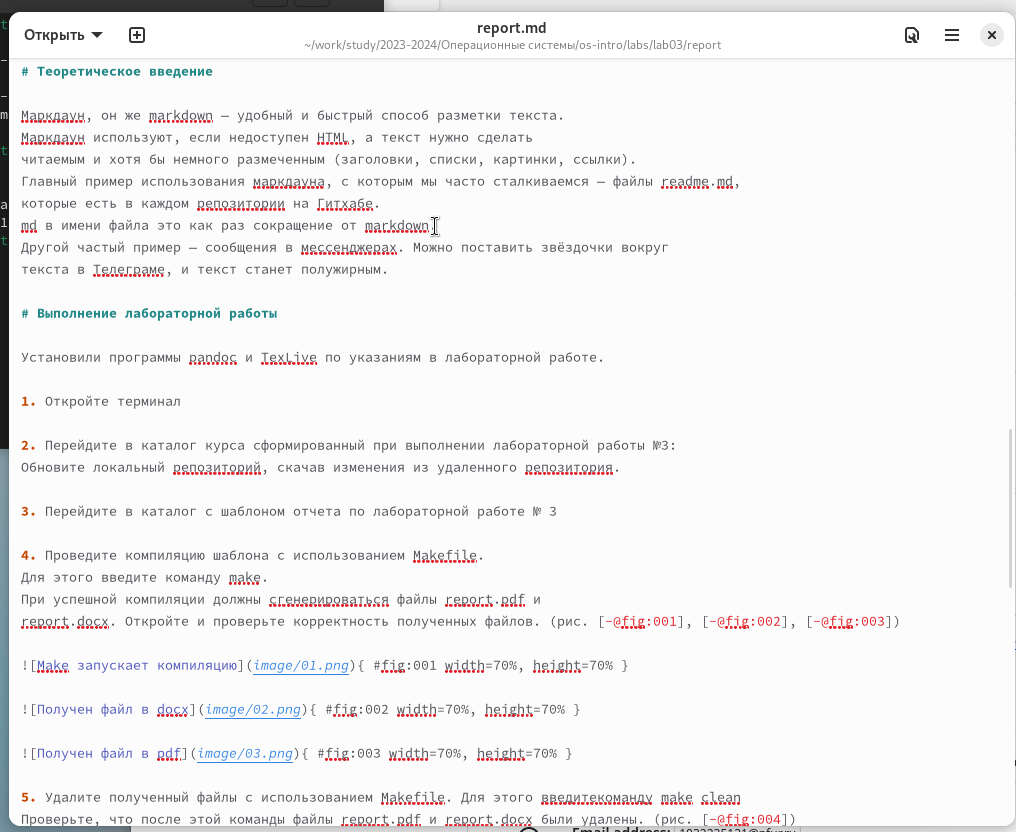 Открыть
report.md
~/work/study/2023-2024/Операционные системы/os-intro/labs/lab03/report
# Теоретическое введение
Маркдаун, он же markdown — удобный и быстрый способ разметки текста.
Маркдаун используют, если недоступен HTML, а текст нужно сделать
читаемым и хотя бы немного размеченным (заголовки, списки, картинки, ссылки).
Главный пример использования маркдауна, с которым мы часто сталкиваемся — файлы readme.md,
которые есть в каждом репозитории на Гитхабе.
md в имени файла это как раз сокращение от markdown.
Другой частый пример — сообщения в мессенджерах. Можно поставить звёздочки вокруг
текста в Телеграме, и текст станет полужирным.
# Выполнение лабораторной работы
Установили программы pandoc и TexLive по указаниям в лабораторной работе.
1. Откройте терминал
2. Перейдите в каталог курса сформированный при выполнении лабораторной работы №3:
Обновите локальный репозиторий, скачав изменения из удаленного репозитория.
3. Перейдите в каталог с шаблоном отчета по лабораторной работе № 3
4. Проведите компиляцию шаблона с использованием Makefile.
Для этого введите команду make.
При успешной компиляции должны сгенерироваться файлы report.pdf и
report.docx. Откройте и проверьте корректность полученных файлов. (рис. [-@fig:001], [-@fig:002], [-@fig:003])
![Make запускает компиляцию](image/01.png){ #fig:001 width=70%, height=70% }
![Получен файл в docx](image/02.png){ #fig:002 width=70%, height=70% }
![Получен файл в pdf](image/03.png){ #fig:003 width=70%, height=70% }
5. Удалите полученный файлы с использованием Makefile. Для этого введитекоманду make clean
Проверьте, что после этой команды файлы report.pdf и report.docx были удалены. (рис. [-@fig:004])